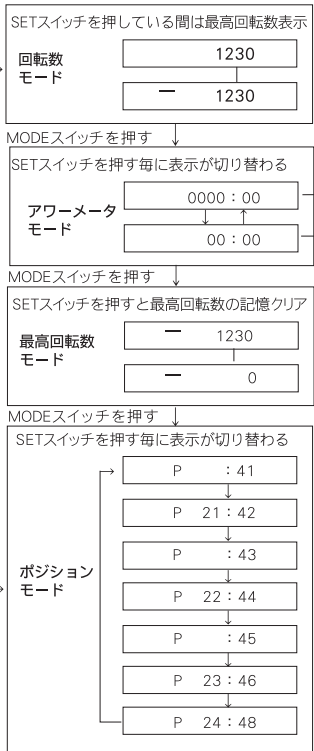 SETスイッチを押している間は最高回転数表示
回転数
モード
1230
— 1230
MODEスイッチを押す
SETスイッチを押す毎に表示が切り替わる
アワーメータ
モード
0000：00
00：00
MODEスイッチを押す
SETスイッチを押すと最高回転数の記憶クリア
最高回転数
モード
— 1230
— 0
MODEスイッチを押す
SETスイッチを押す毎に表示が切り替わる
ポジション
モード
P ：41
P 21：42
P ：43
P 22：44
P ：45
P 23：46
P 24：48